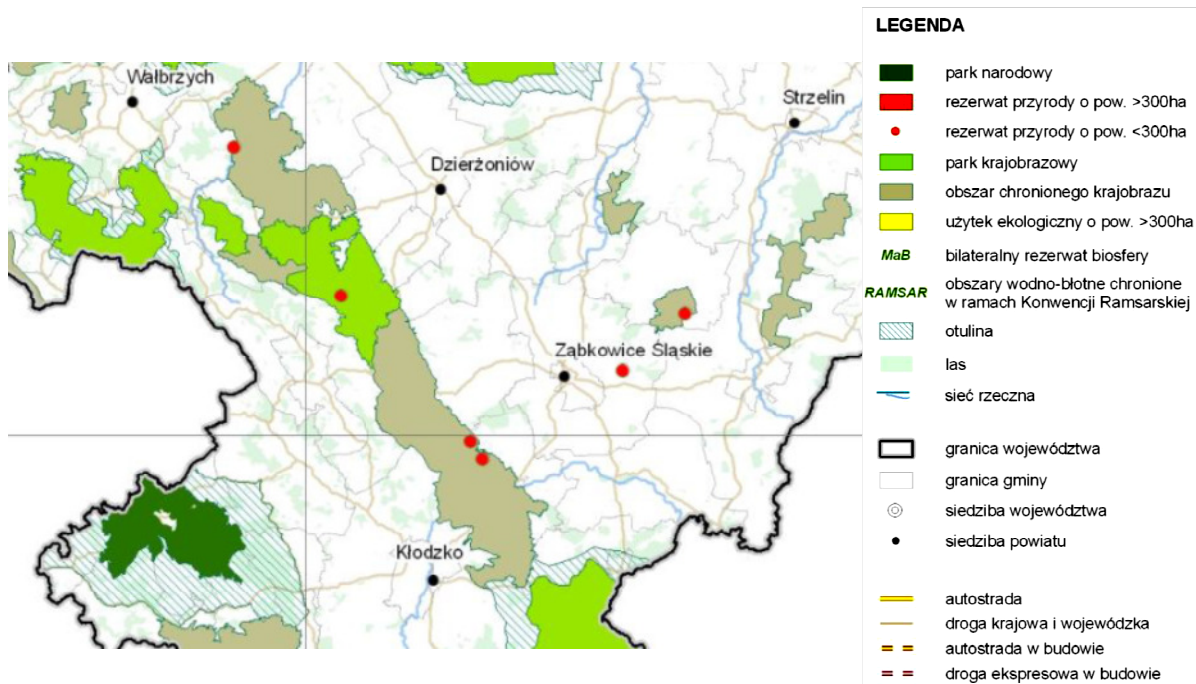 Wałbrzych
Strzelin
Dzierżoniów
Ząbkowice Śląskie
Kłodzko
LEGENDA
park narodowy
rezerwat przyrody o pow. >300ha
rezerwat przyrody o pow. <300ha
park krajobrazowy
obszar chronionego krajobrazu
użytek ekologiczny o pow. >300ha
MaB bilateralny rezerwat biosfery
RAMSAR obszary wodno-błotne chronione
w ramach Konwencji Ramsarskiej
otulina
las
sieć rzeczna
granica województwa
granica gminy
siedziba województwa
siedziba powiatu
autostrada
droga krajowa i wojewódzka
autostrada w budowie
droga ekspresowa w budowie